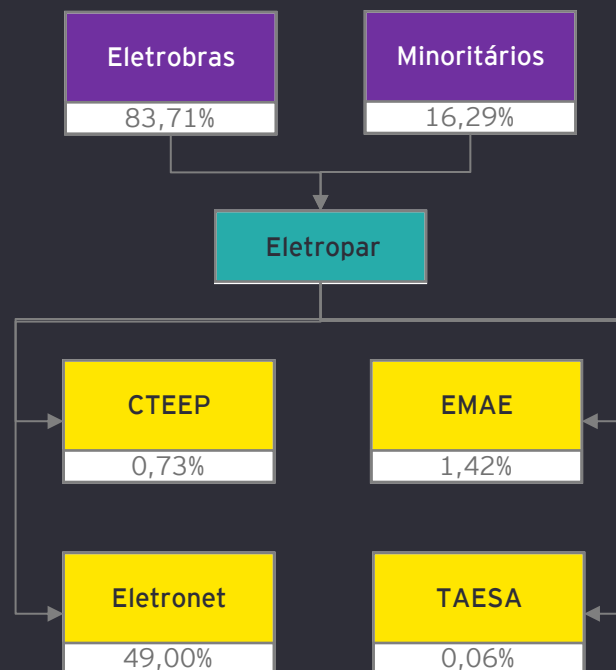 Eletrobras
83,71%
Minoritários
16,29%
Eletropar
CTEEP
0,73%
EMAE
1,42%
Eletronet
49,00%
TAESA
0,06%